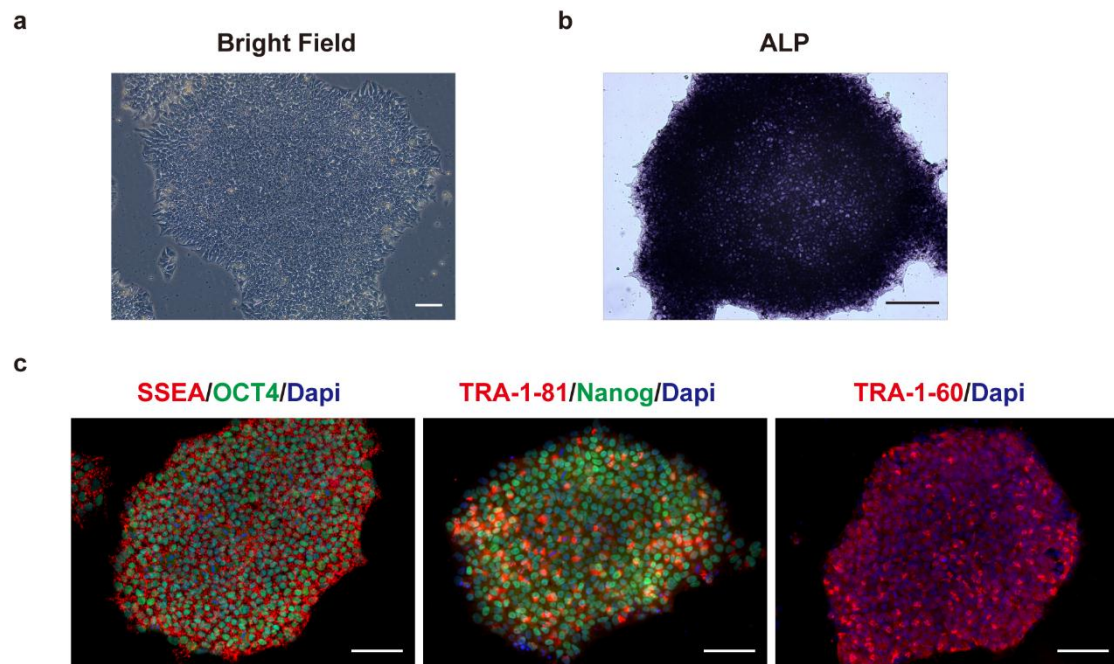 a
Bright Field
b
ALP
c
SSEA/OCT4/Dapi
TRA-1-81/Nanog/Dapi
TRA-1-60/Dapi